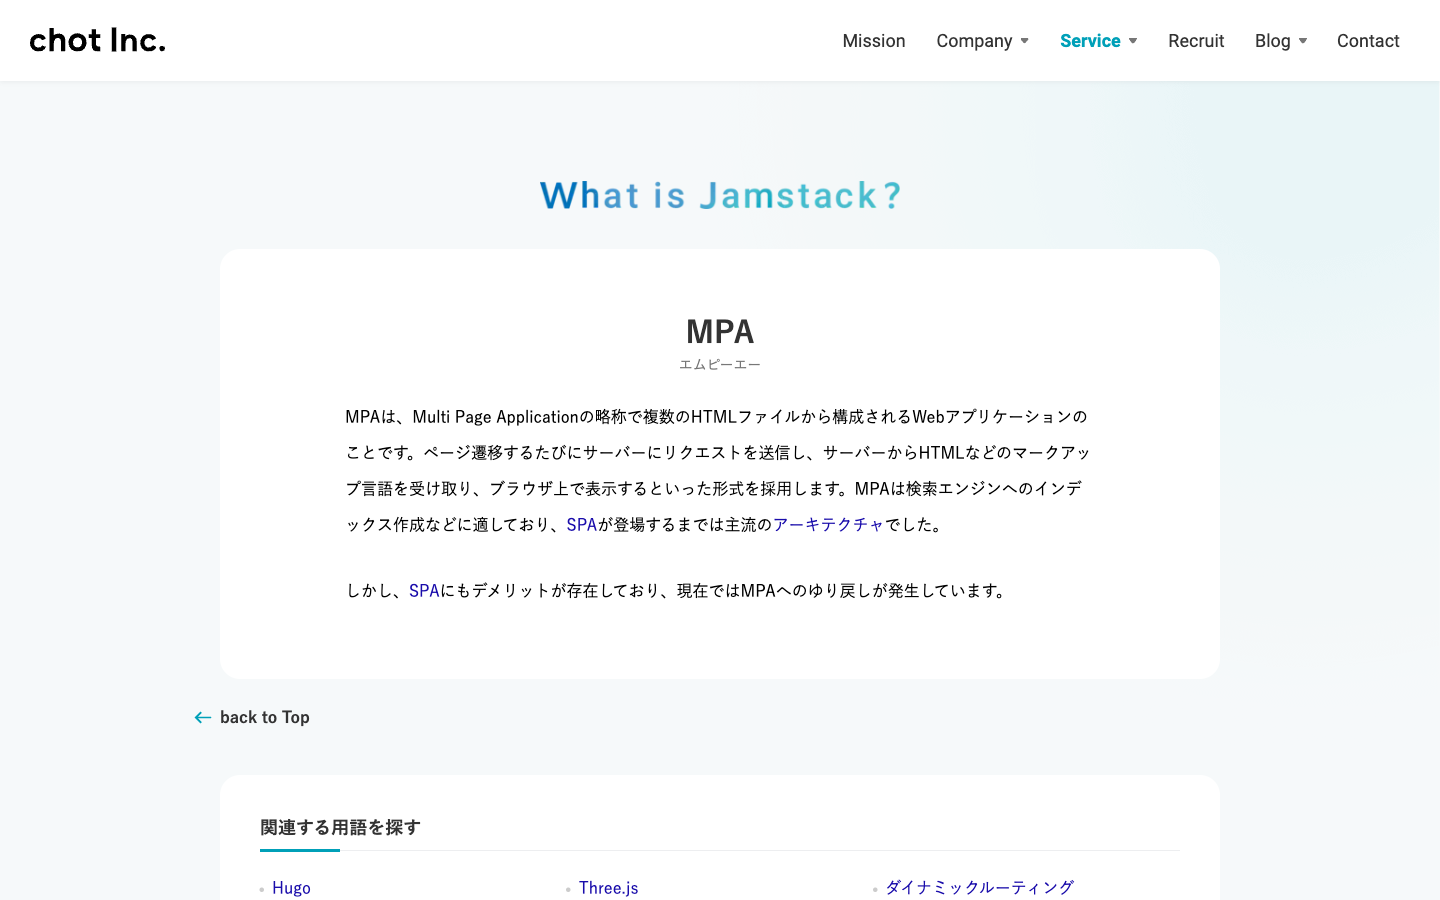 chot Inc.
Mission
Company
Service
Recruit
Blog
Contact
What is Jamstack?
MPA
エムピーエー
MPAは、Multi Page Applicationの略称で複数のHTMLファイルから構成されるWebアプリケーションの
ことです。ページ遷移するたびにサーバーにリクエストを送信し、サーバーからHTMLなどのマークアッ
プ言語を受け取り、ブラウザ上で表示するといった形式を採用します。MPAは検索エンジンへのインデ
ックス作成などに適しており、SPAが登場するまでは主流のアーキテクチャでした。
しかし、SPAにもデメリットが存在しており、現在ではMPAへのゆり戻しが発生しています。
back to Top
関連する用語を探す
Hugo
Three.js
ダイナミックルーティング